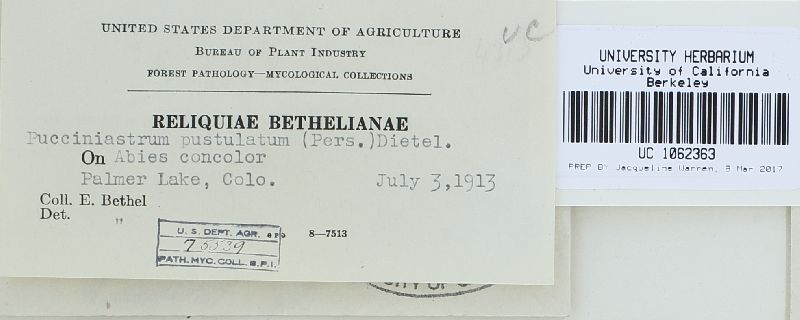 UNITED STATES DEPARTMENT OF AGRICULTURE
BUREAU OF PLANT INDUSTRY
FOREST PATHOLOGY—MYCOLOGICAL COLLECTIONS
UC
RELIQUIAE BETHELIANAE
Pucciniastrum pustulatum (Pers.)Dietel.
On Abies concolor
Palmer Lake, Colo. July 3,1913
Coll. E. Bethel
Det. "
U. S. DEPT. AGR.
PATH. MYC. COLL. B.P.I.
GPO 8—7513
UNIVERSITY HERBARIUM
University of California
Berkeley
UC 1062363
PREP BY Jacqueline Warren, 8 Mar 2017